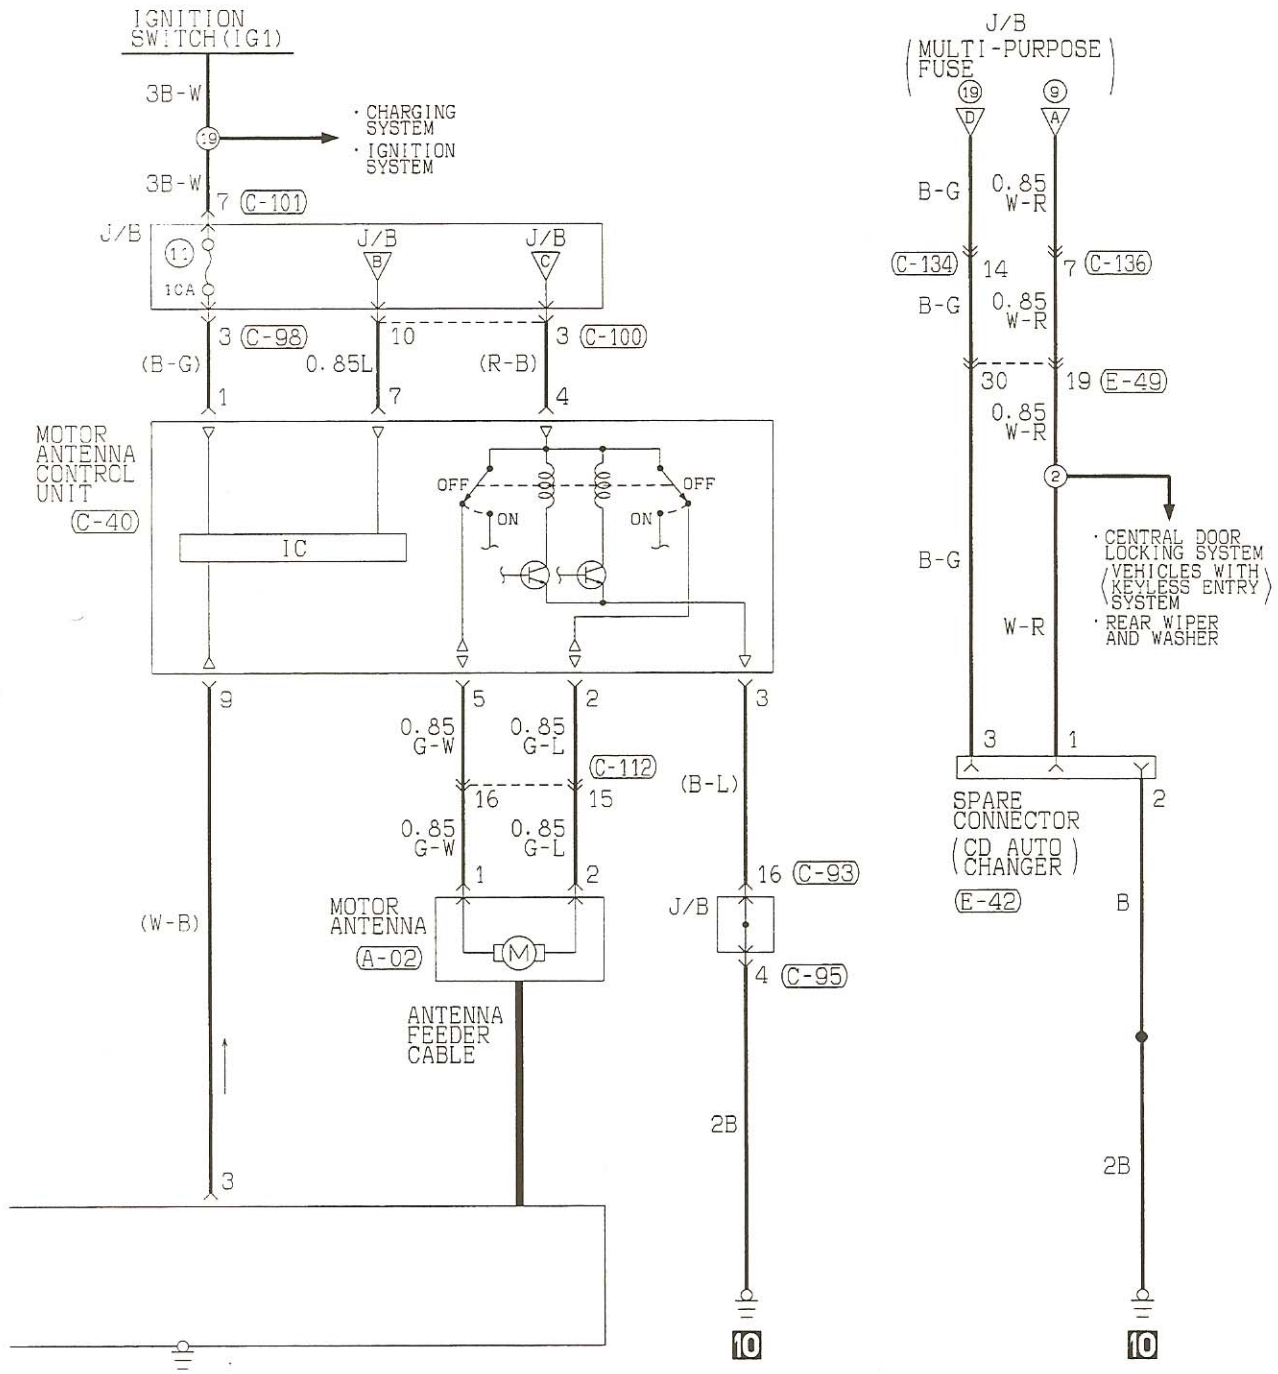 IGNITION
SWITCH(IG1)
3B-W
19
· CHARGING
SYSTEM
· IGNITION
SYSTEM
3B-W
7 C-101
J/B
11
10A
J/B
B
J/B
C
3 C-98
10
3 C-100
(B-G)
0.85L
(R-B)
1
7
4
MOTOR
ANTENNA
CONTROL
UNIT
C-40
OFF
ON
OFF
ON
IC
9
5
2
3
0.85
G-W
0.85
G-L
C-112
(B-L)
16
15
0.85
G-W
0.85
G-L
1
2
16 C-93
MOTOR
ANTENNA
A-02
M
J/B
4 C-95
(W-B)
ANTENNA
FEEDER
CABLE
2B
3
10
J/B
(MULTI-PURPOSE
FUSE)
19
9
D
A
B-G
0.85
W-R
C-134 14
7 C-136
B-G
0.85
W-R
30
19 E-49
0.85
W-R
2
· CENTRAL DOOR
LOCKING SYSTEM
〈VEHICLES WITH
KEYLESS ENTRY
SYSTEM〉
· REAR WIPER
AND WASHER
B-G
W-R
3
1
2
SPARE
CONNECTOR
(CD AUTO
CHANGER)
E-42
B
2B
10